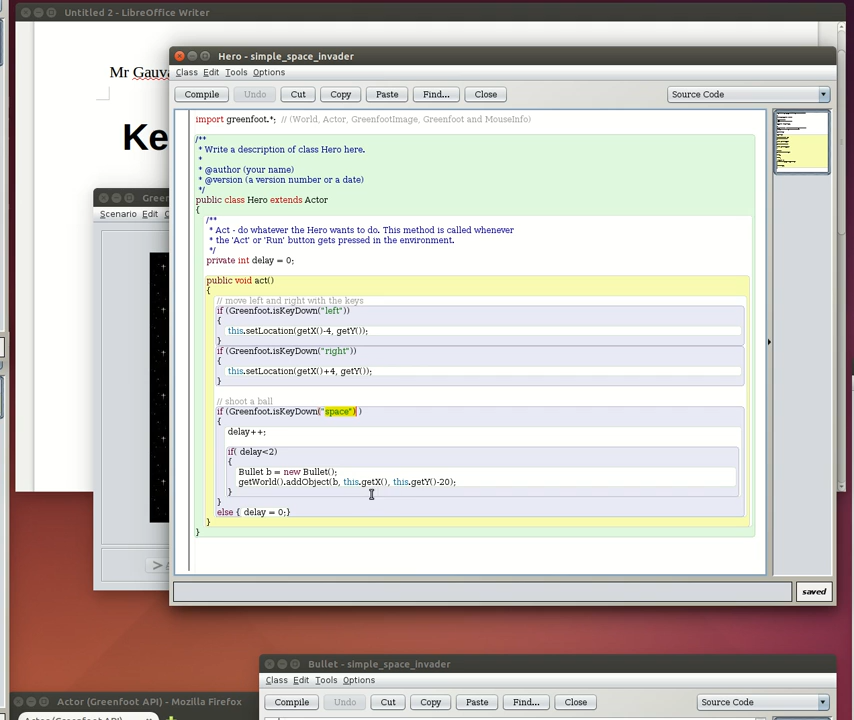 Untitled 2 - LibreOffice Writer
Mr Gauv
Ke
Hero - simple_space_invader
Class Edit Tools Options
Compile Undo Cut Copy Paste Find... Close Source Code
import greenfoot.*; // (World, Actor, GreenfootImage, Greenfoot and MouseInfo)
/**
* Write a description of class Hero here.
*
* @author (your name)
* @version (a version number or a date)
*/
public class Hero extends Actor
{
/**
* Act - do whatever the Hero wants to do. This method is called whenever
* the 'Act' or 'Run' button gets pressed in the environment.
*/
private int delay = 0;
public void act()
{
// move left and right with the keys
if (Greenfoot.isKeyDown("left"))
{
this.setLocation(getX()-4, getY());
}
if (Greenfoot.isKeyDown("right"))
{
this.setLocation(getX()+4, getY());
}
// shoot a ball
if (Greenfoot.isKeyDown("space") )
{
delay++;
if( delay<2)
{
Bullet b = new Bullet();
getWorld().addObject(b, this.getX(), this.getY()-20);
}
}
else { delay = 0;}
}
}
saved
Gree
Scenario Edit
Bullet - simple_space_invader
Class Edit Tools Options
Compile Undo Cut Copy Paste Find... Close Source Code
Actor (Greenfoot API) - Mozilla Firefox
Actor (Greenfoot API)